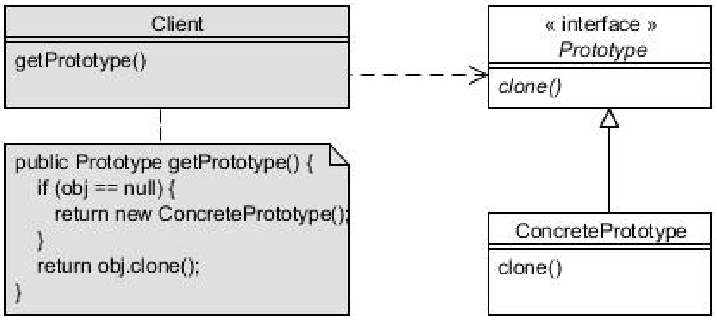 Client
getPrototype()
« interface »
Prototype
clone()
public Prototype getPrototype() {
if (obj == null) {
return new ConcretePrototype();
}
return obj.clone();
}
ConcretePrototype
clone()